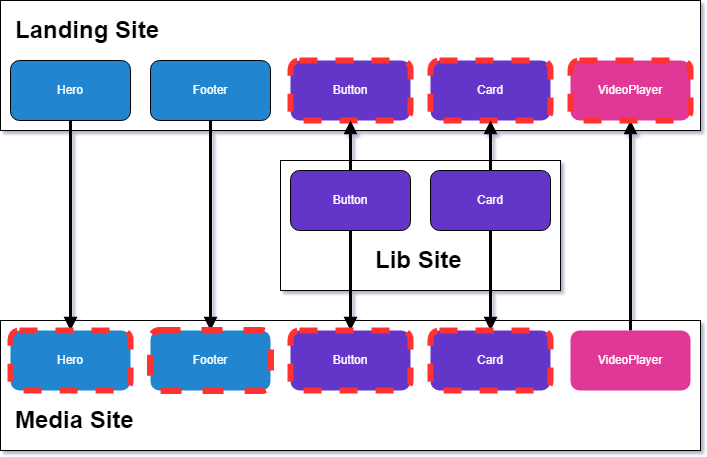 Landing Site
Hero
Footer
Button
Card
VideoPlayer
Button
Card
Lib Site
Hero
Footer
Button
Card
VideoPlayer
Media Site